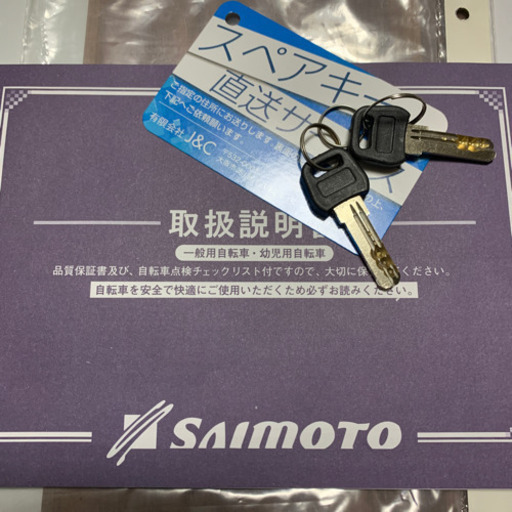 スペアキー
直送サ ス
ご指定の住所にお送りします。
下記へご依頼願います。
有限会社 J&C
取扱説明
一般用自転車・幼児用自転車
品質保証書及び、自転車点検チェックリスト付ですので、大切に保 ください。
自転車を安全で快適にご使用いただくため必ずお読みください。
SAIMOTO